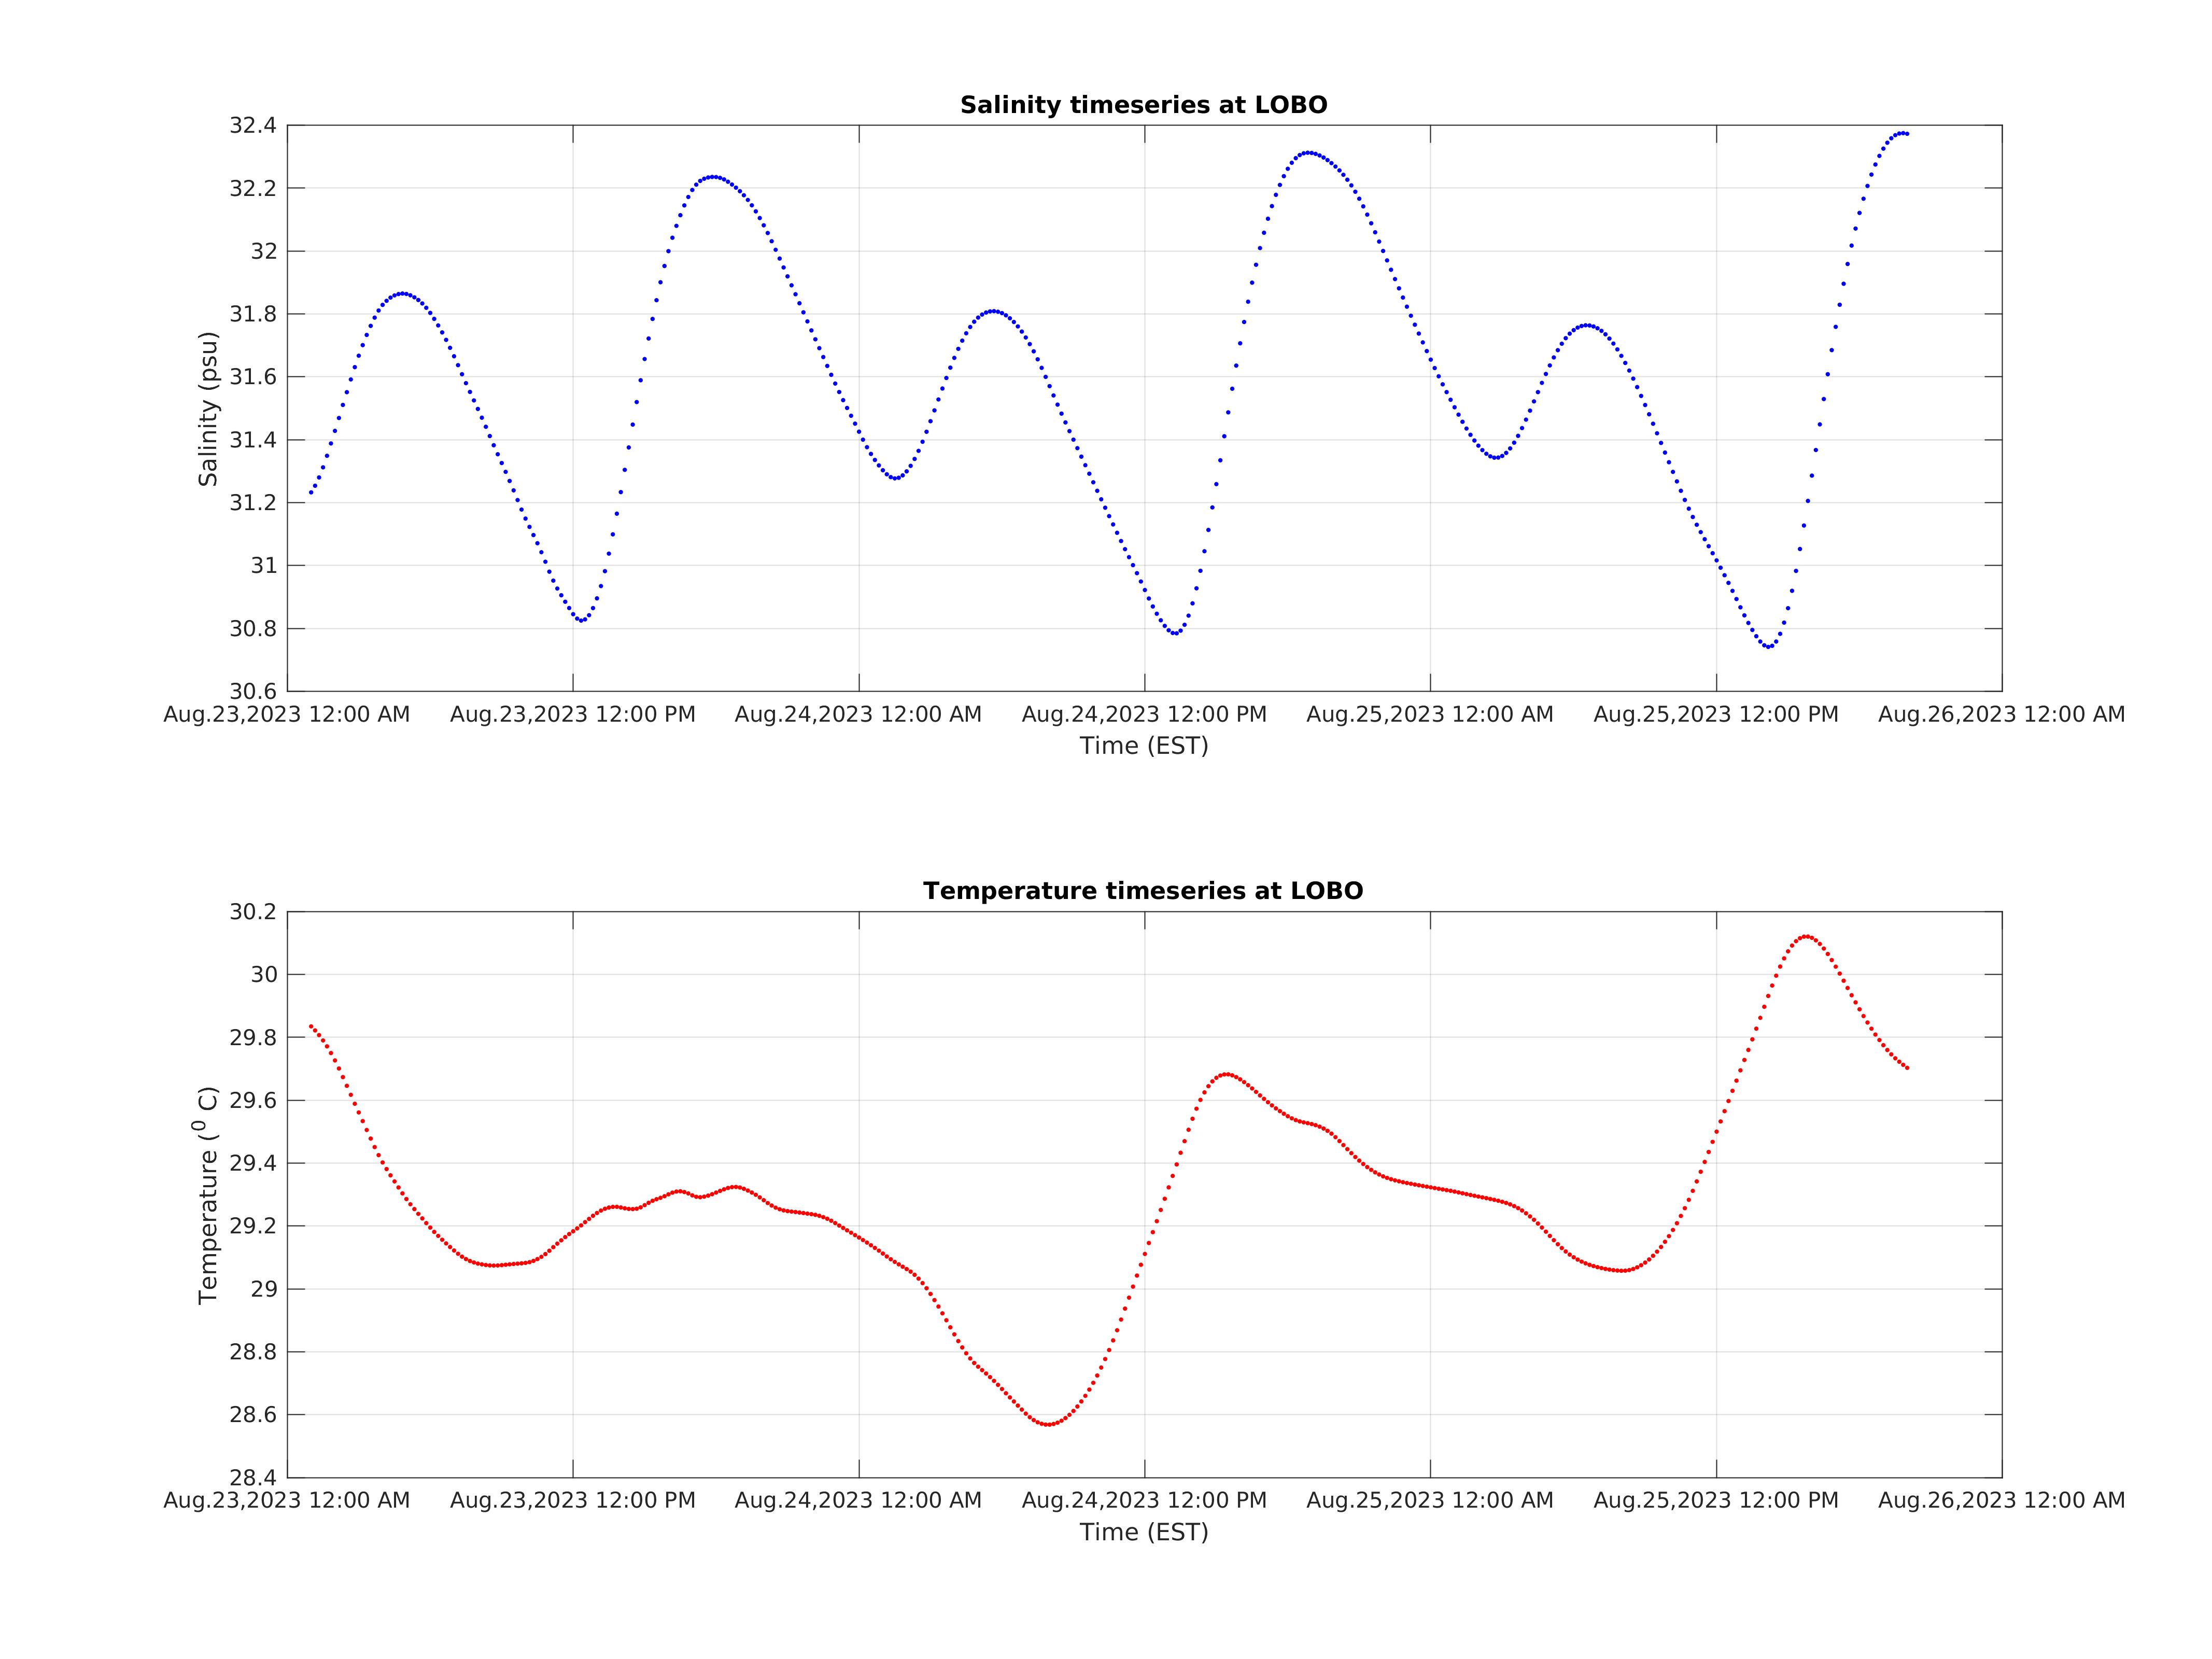 Salinity timeseries at LOBO
32.4
32.2
32
31.8
31.6
31.4
31.2
31
30.8
30.6
Salinity (psu)
Aug.23,2023 12:00 AM Aug.23,2023 12:00 PM Aug.24,2023 12:00 AM Aug.24,2023 12:00 PM Aug.25,2023 12:00 AM Aug.25,2023 12:00 PM Aug.26,2023 12:00 AM
Time (EST)
Temperature timeseries at LOBO
30.2
30
29.8
29.6
29.4
29.2
29
28.8
28.6
28.4
Temperature (⁰ C)
Aug.23,2023 12:00 AM Aug.23,2023 12:00 PM Aug.24,2023 12:00 AM Aug.24,2023 12:00 PM Aug.25,2023 12:00 AM Aug.25,2023 12:00 PM Aug.26,2023 12:00 AM
Time (EST)